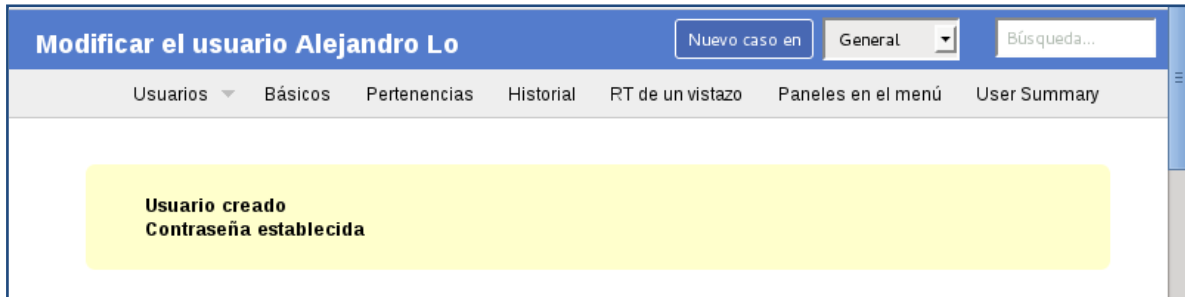 Modificar el usuario Alejandro Lo
Nuevo caso en General Búsqueda...
Usuarios Básicos Pertenencias Historial RT de un vistazo Paneles en el menú User Summary
Usuario creado
Contraseña establecida